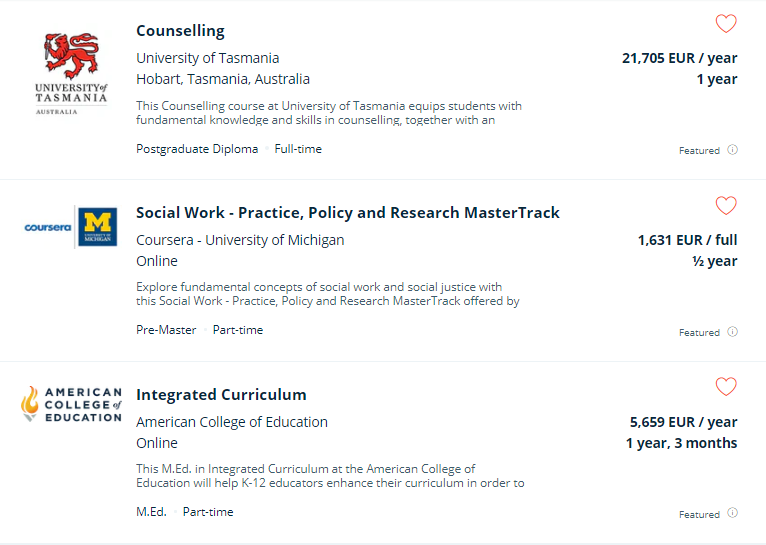 Counselling
University of Tasmania
Hobart, Tasmania, Australia
This Counselling course at University of Tasmania equips students with
fundamental knowledge and skills in counselling, together with an
Postgraduate Diploma Full-time
21,705 EUR / year
1 year
Featured
UNIVERSITY of
TASMANIA
AUSTRALIA
Social Work - Practice, Policy and Research MasterTrack
Coursera - University of Michigan
Online
Explore fundamental concepts of social work and social justice with
this Social Work - Practice, Policy and Research MasterTrack offered by
Pre-Master Part-time
1,631 EUR / full
½ year
Featured
coursera
M
UNIVERSITY OF
MICHIGAN
Integrated Curriculum
American College of Education
Online
This M.Ed. in Integrated Curriculum at the American College of
Education will help K-12 educators enhance their curriculum in order to
M.Ed. Part-time
5,659 EUR / year
1 year, 3 months
Featured
AMERICAN
COLLEGE of
EDUCATION